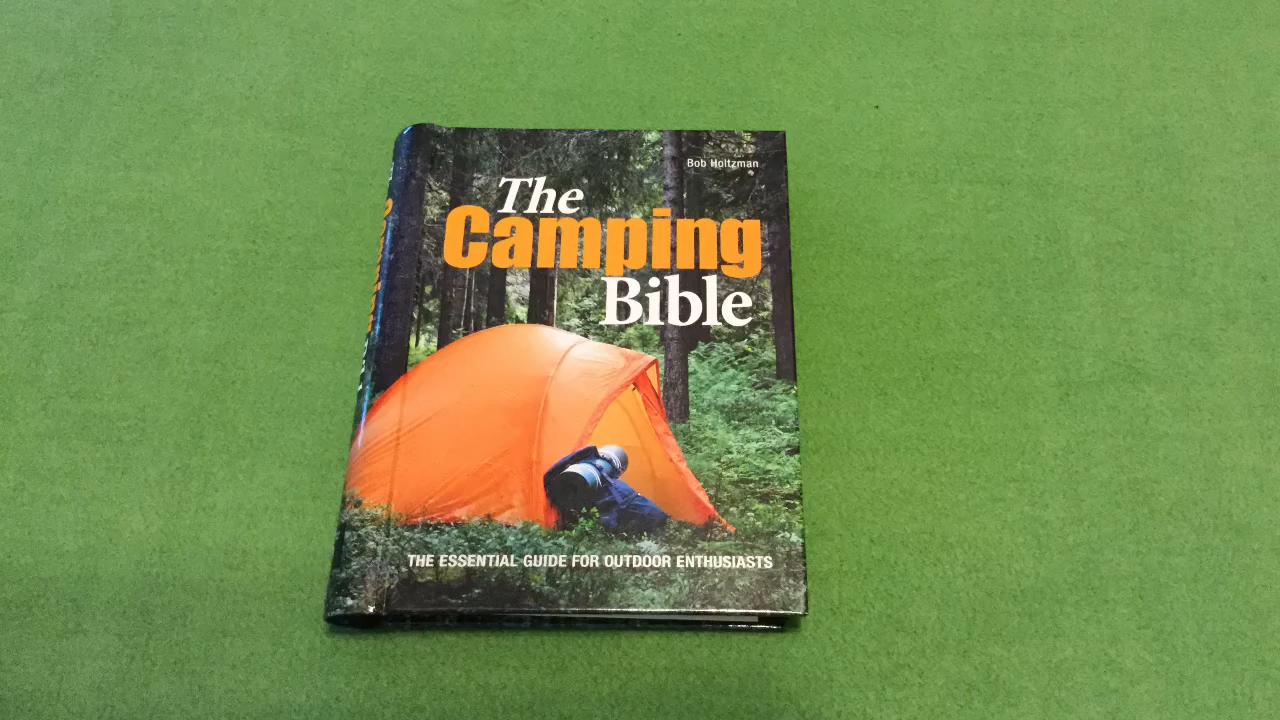 Bob Holtzman
The
Camping
Bible
THE ESSENTIAL GUIDE FOR OUTDOOR ENTHUSIASTS